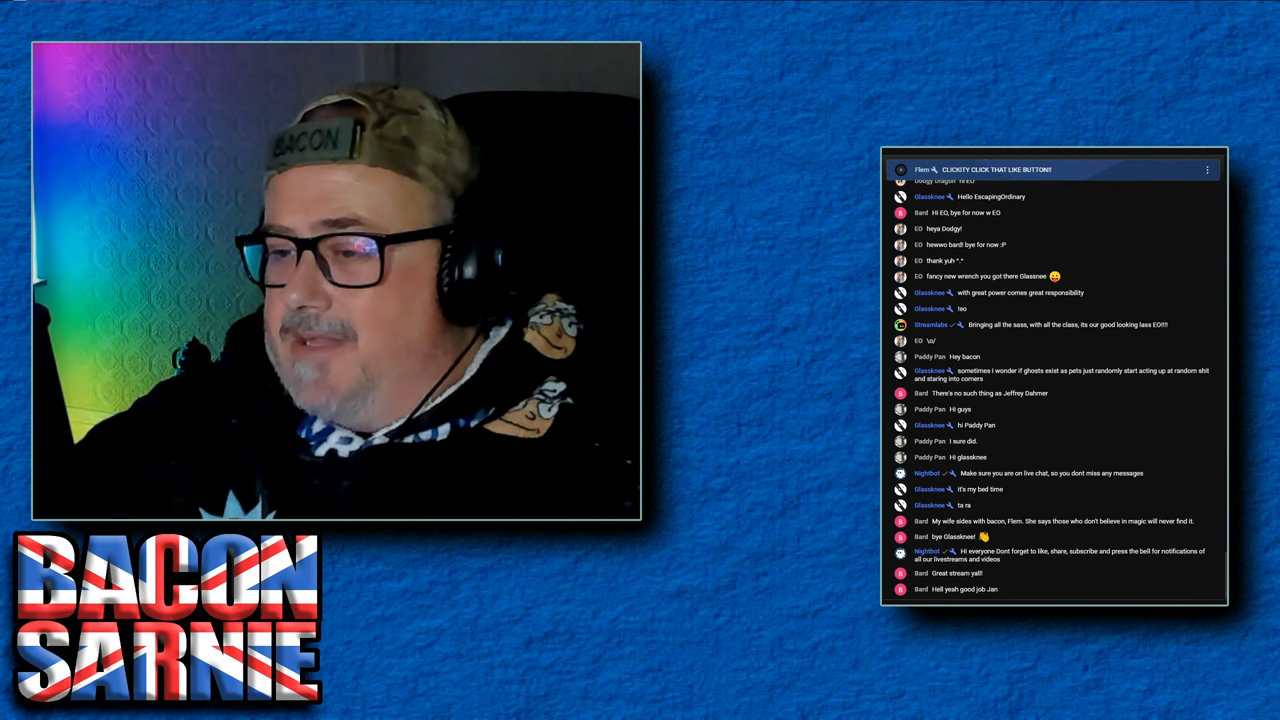 BACON
Flem CLICKITY CLICK THAT LIKE BUTTON!!
Dodgy Dragon hi EO
Glassknee Hello EscapingOrdinary
Bard Hi EO, bye for now w EO
EO heya Dodgy!
EO hewwo bard! bye for now :P
EO thank yuh ^.^
EO fancy new wrench you got there Glassnee 😛
Glassknee with great power comes great responsibility
Glassknee !eo
Streamlabs Bringing all the sass, with all the class, its our good looking lass EO!!!!
EO \o/
Paddy Pan Hey bacon
Glassknee sometimes I wonder if ghosts exist as pets just randomly start acting up at random shit
and staring into corners
Bard There's no such thing as Jeffrey Dahmer
Paddy Pan Hi guys
Glassknee hi Paddy Pan
Paddy Pan I sure did.
Paddy Pan Hi glassknee
Nightbot Make sure you are on live chat, so you dont miss any messages
Glassknee it's my bed time
Glassknee ta ra
Bard My wife sides with bacon, Flem. She says those who don't believe in magic will never find it.
Bard bye Glassknee! 👋
Nightbot Hi everyone Dont forget to like, share, subscribe and press the bell for notifications of
all our livestreams and videos
Bard Great stream yall!
Bard Hell yeah good job Jan
BACON
SARNIE